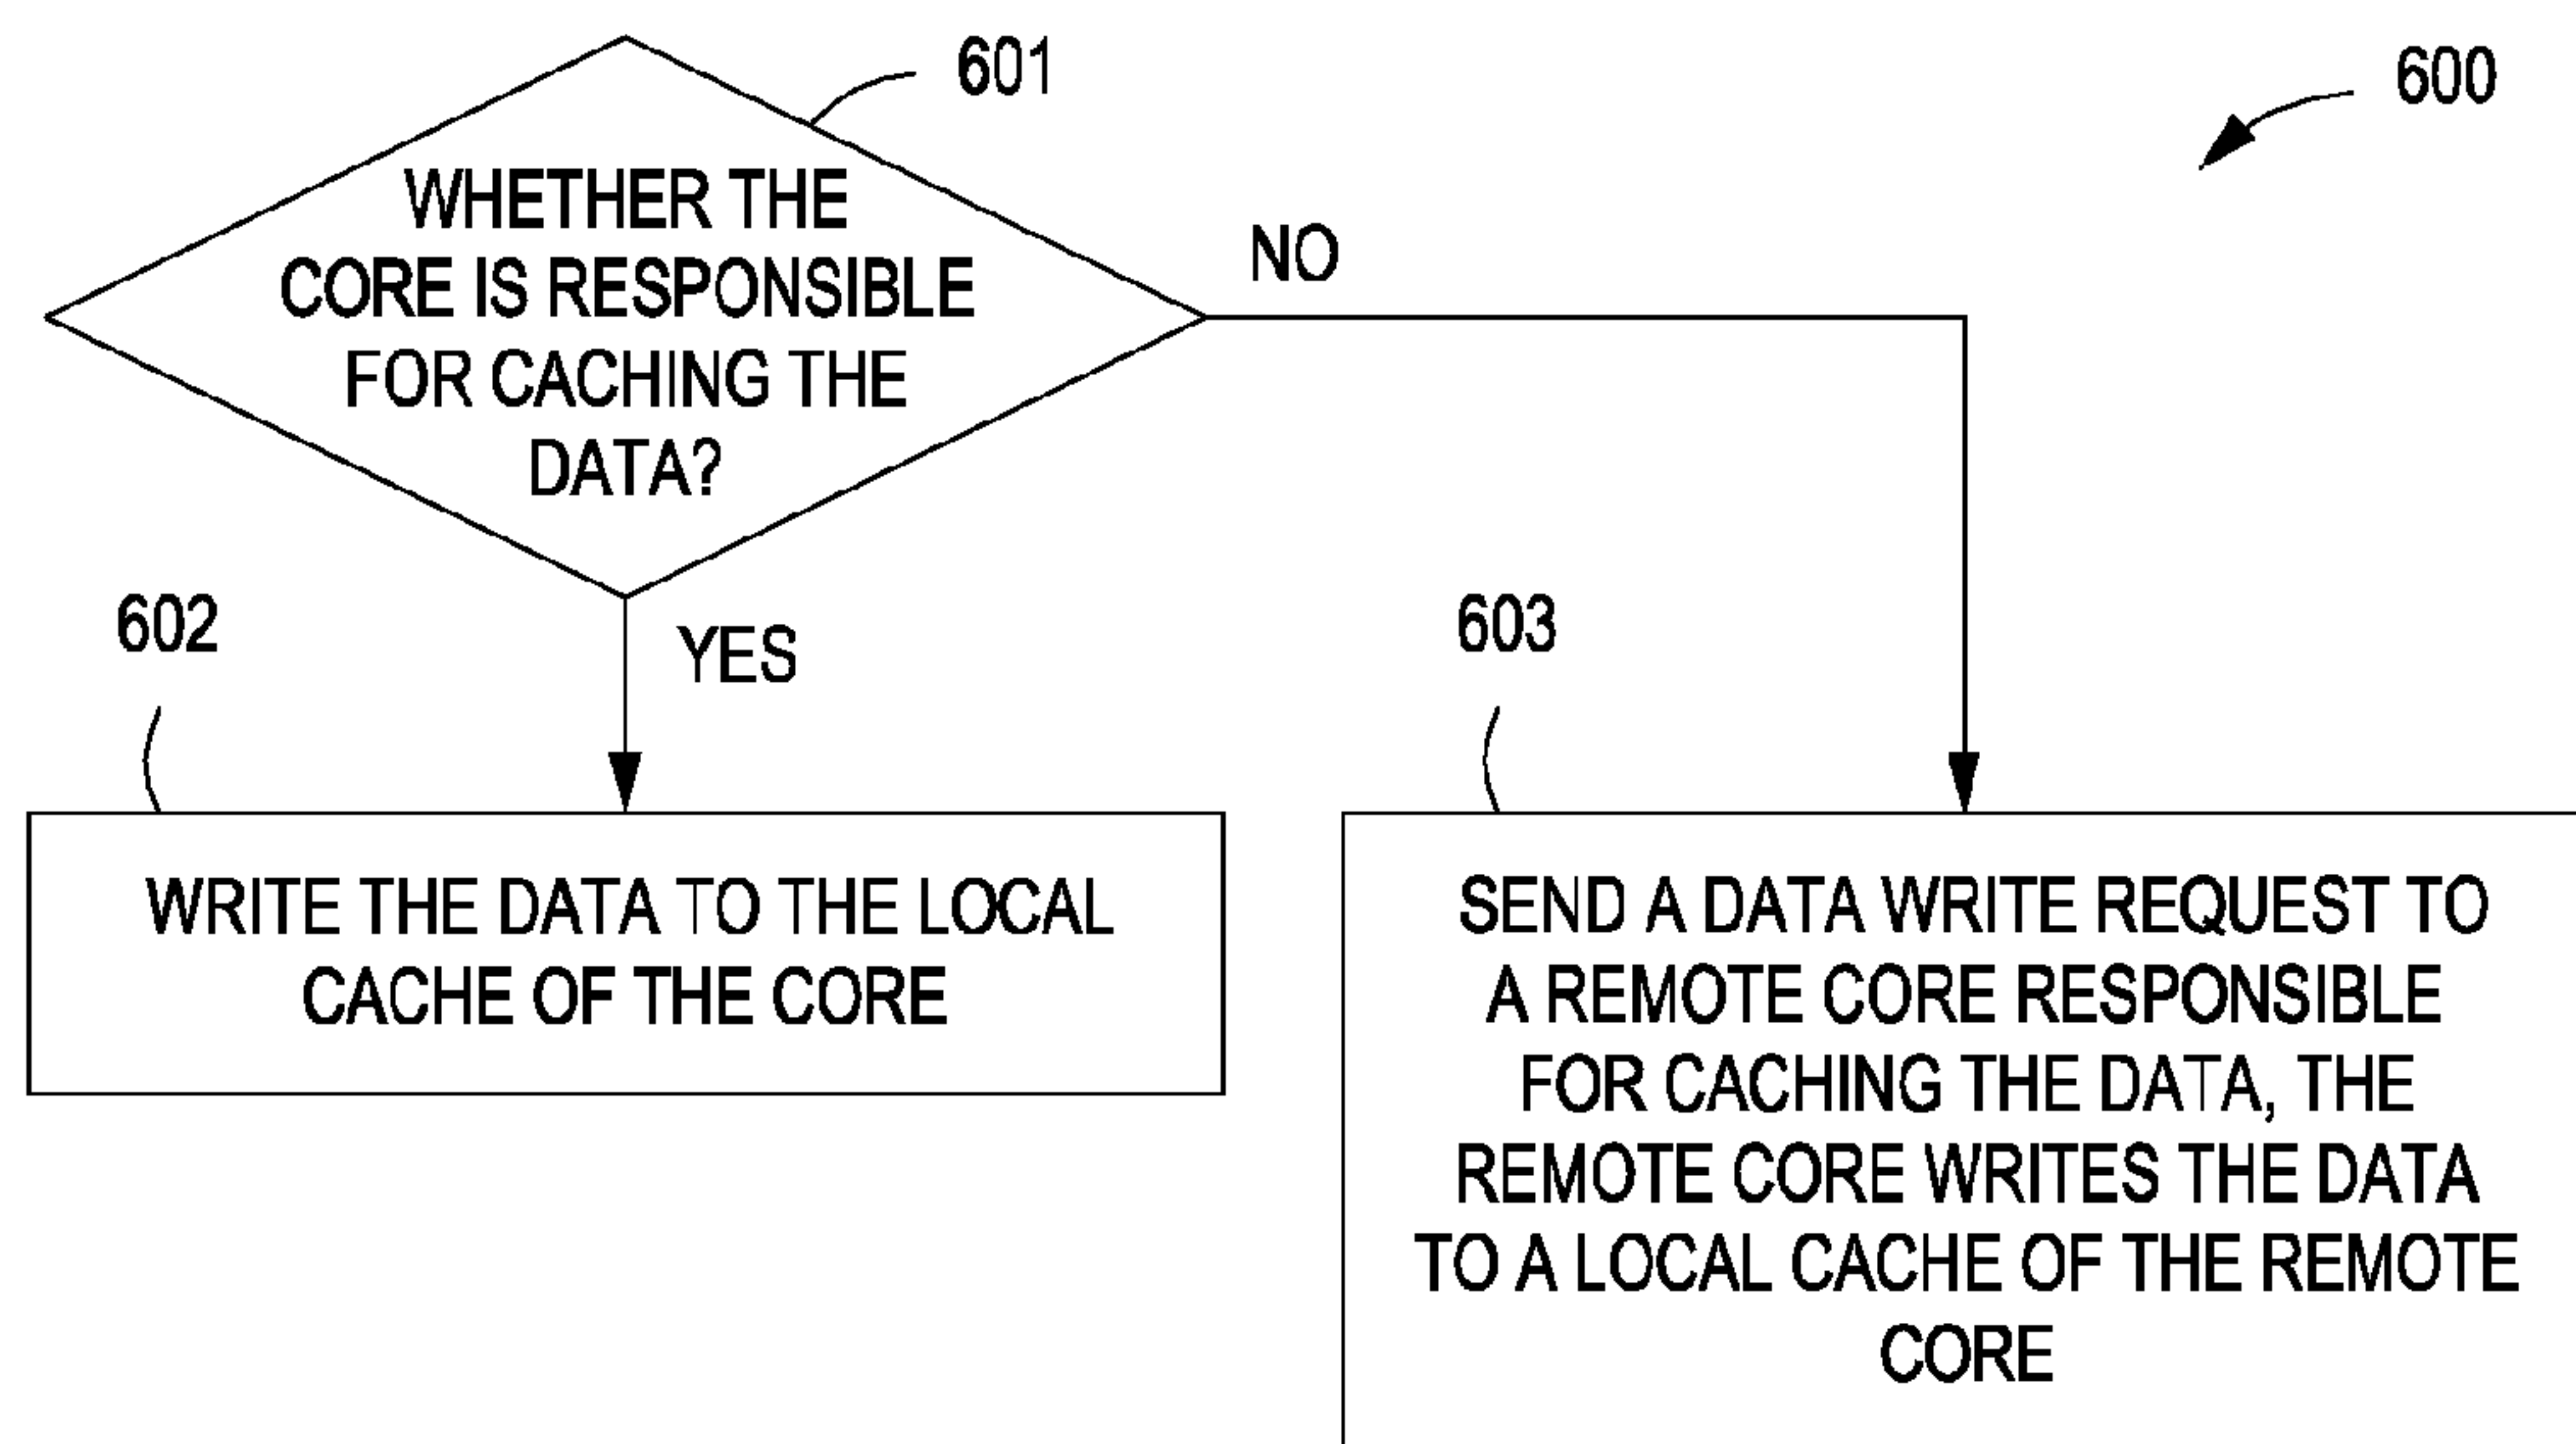 601
600
WHETHER THE
CORE IS RESPONSIBLE
FOR CACHING THE
DATA?
NO
602
YES
603
WRITE THE DATA TO THE LOCAL
CACHE OF THE CORE
SEND A DATA WRITE REQUEST TO
A REMOTE CORE RESPONSIBLE
FOR CACHING THE DATA, THE
REMOTE CORE WRITES THE DATA
TO A LOCAL CACHE OF THE REMOTE
CORE